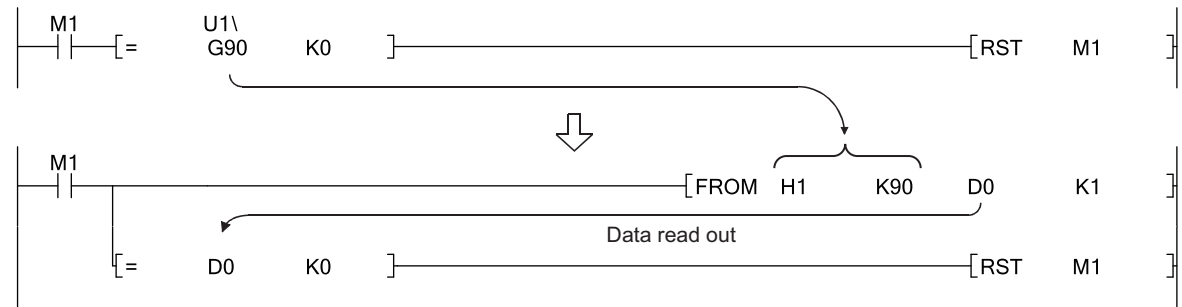 M1
U1\
[= G90 K0 ] [RST M1 ]
M1
[FROM H1 K90 D0 K1 ]
Data read out
[= D0 K0 ] [RST M1 ]